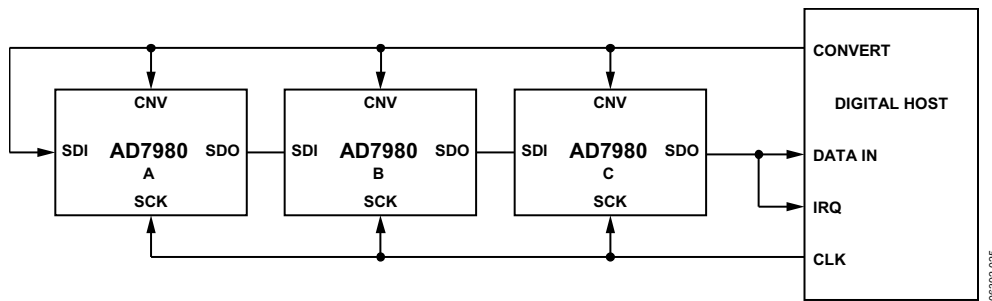 CONVERT
CNV
CNV
CNV
DIGITAL HOST
SDI AD7980 SDO
SDI AD7980 SDO
SDI AD7980 SDO
DATA IN
A
B
C
SCK
SCK
SCK
IRQ
CLK